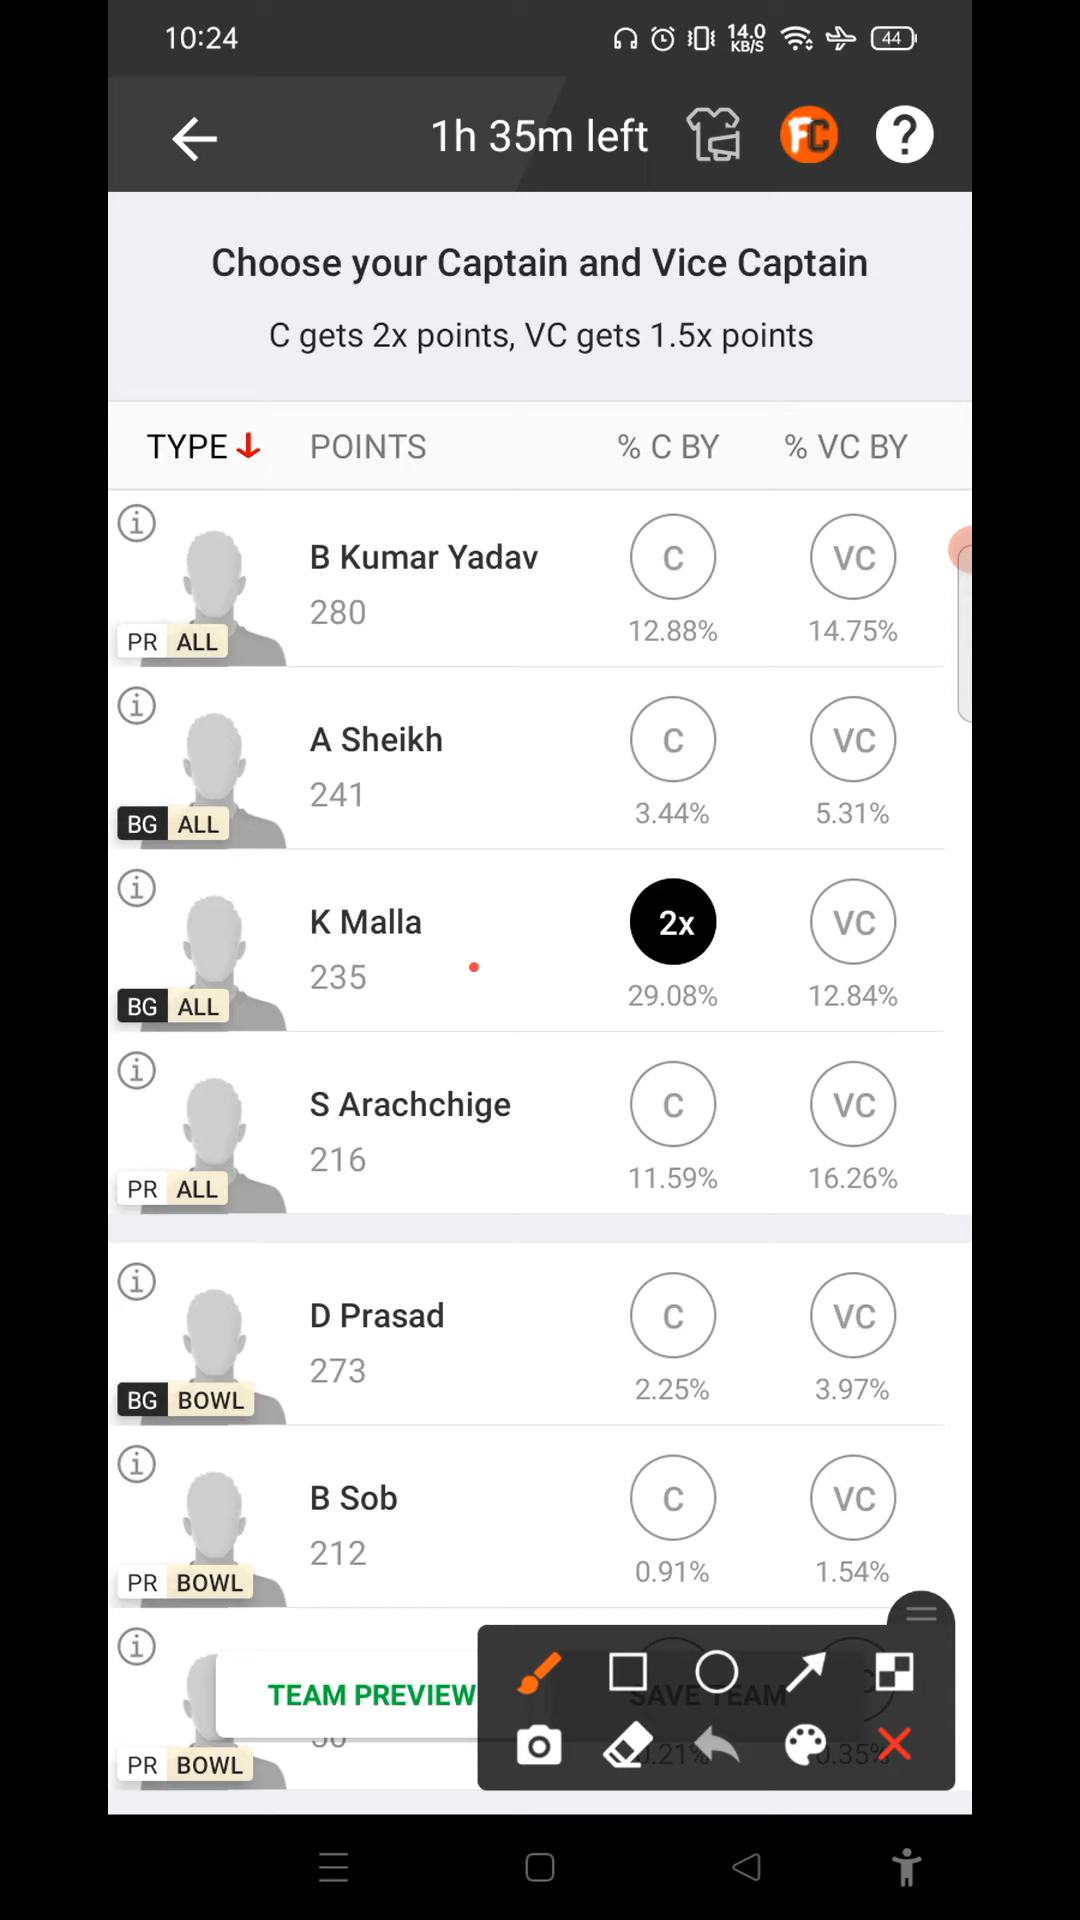 10:24
14.0
KB/S
44
1h 35m left
FC
?
Choose your Captain and Vice Captain
C gets 2x points, VC gets 1.5x points
TYPE POINTS % C BY % VC BY
B Kumar Yadav
280
C
VC
12.88%
14.75%
PR ALL
A Sheikh
241
C
VC
3.44%
5.31%
BG ALL
K Malla
235
2x
VC
29.08%
12.84%
BG ALL
S Arachchige
216
C
VC
11.59%
16.26%
PR ALL
D Prasad
273
C
VC
2.25%
3.97%
BG BOWL
B Sob
212
C
VC
0.91%
1.54%
PR BOWL
TEAM PREVIEW
SAVE TEAM
0.35%
PR BOWL